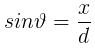 sinϑ = x/d